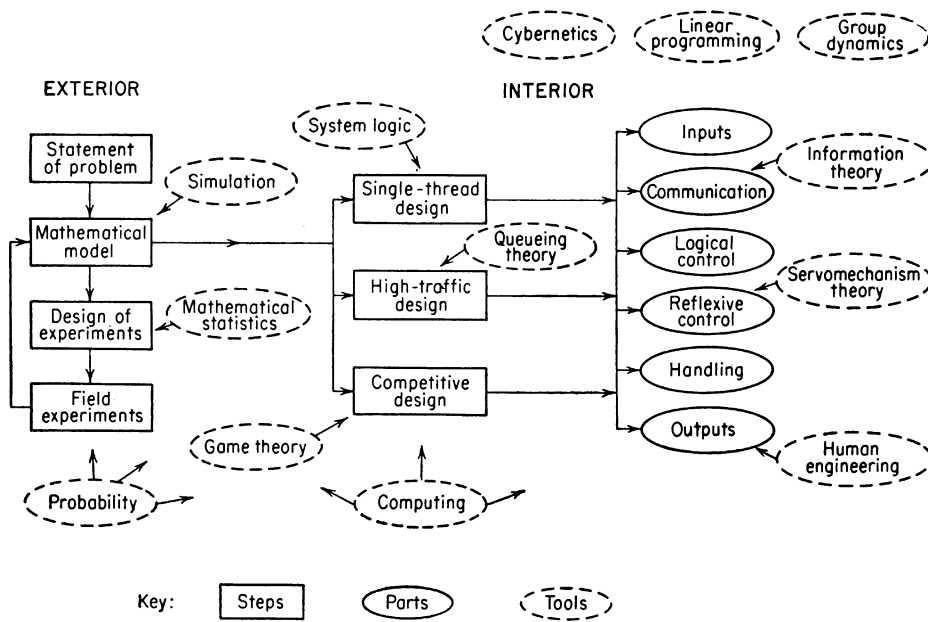 Cybernetics
Linear
programming
Group
dynamics
EXTERIOR
INTERIOR
System logic
Statement
of problem
Inputs
Simulation
Information
theory
Single-thread
design
Communication
Mathematical
model
Queueing
theory
Logical
control
High-traffic
design
Servomechanism
theory
Design of
experiments
Mathematical
statistics
Reflexive
control
Field
experiments
Competitive
design
Handling
Game theory
Outputs
Human
engineering
Probability
Computing
Key:
Steps
Parts
Tools